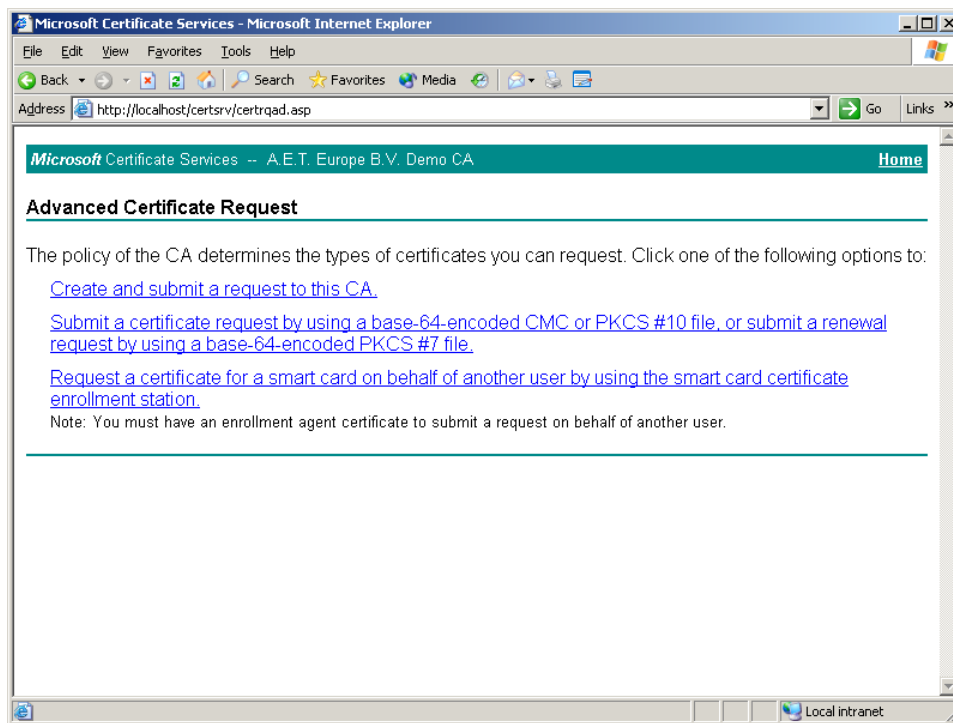 Microsoft Certificate Services - Microsoft Internet Explorer
File Edit View Favorites Tools Help
Back Search Favorites Media
Address http://localhost/certsrv/certrqad.asp Go Links »
Microsoft Certificate Services -- A.E.T. Europe B.V. Demo CA Home
Advanced Certificate Request
The policy of the CA determines the types of certificates you can request. Click one of the following options to:
Create and submit a request to this CA.
Submit a certificate request by using a base-64-encoded CMC or PKCS #10 file, or submit a renewal
request by using a base-64-encoded PKCS #7 file.
Request a certificate for a smart card on behalf of another user by using the smart card certificate
enrollment station.
Note: You must have an enrollment agent certificate to submit a request on behalf of another user.
Local intranet